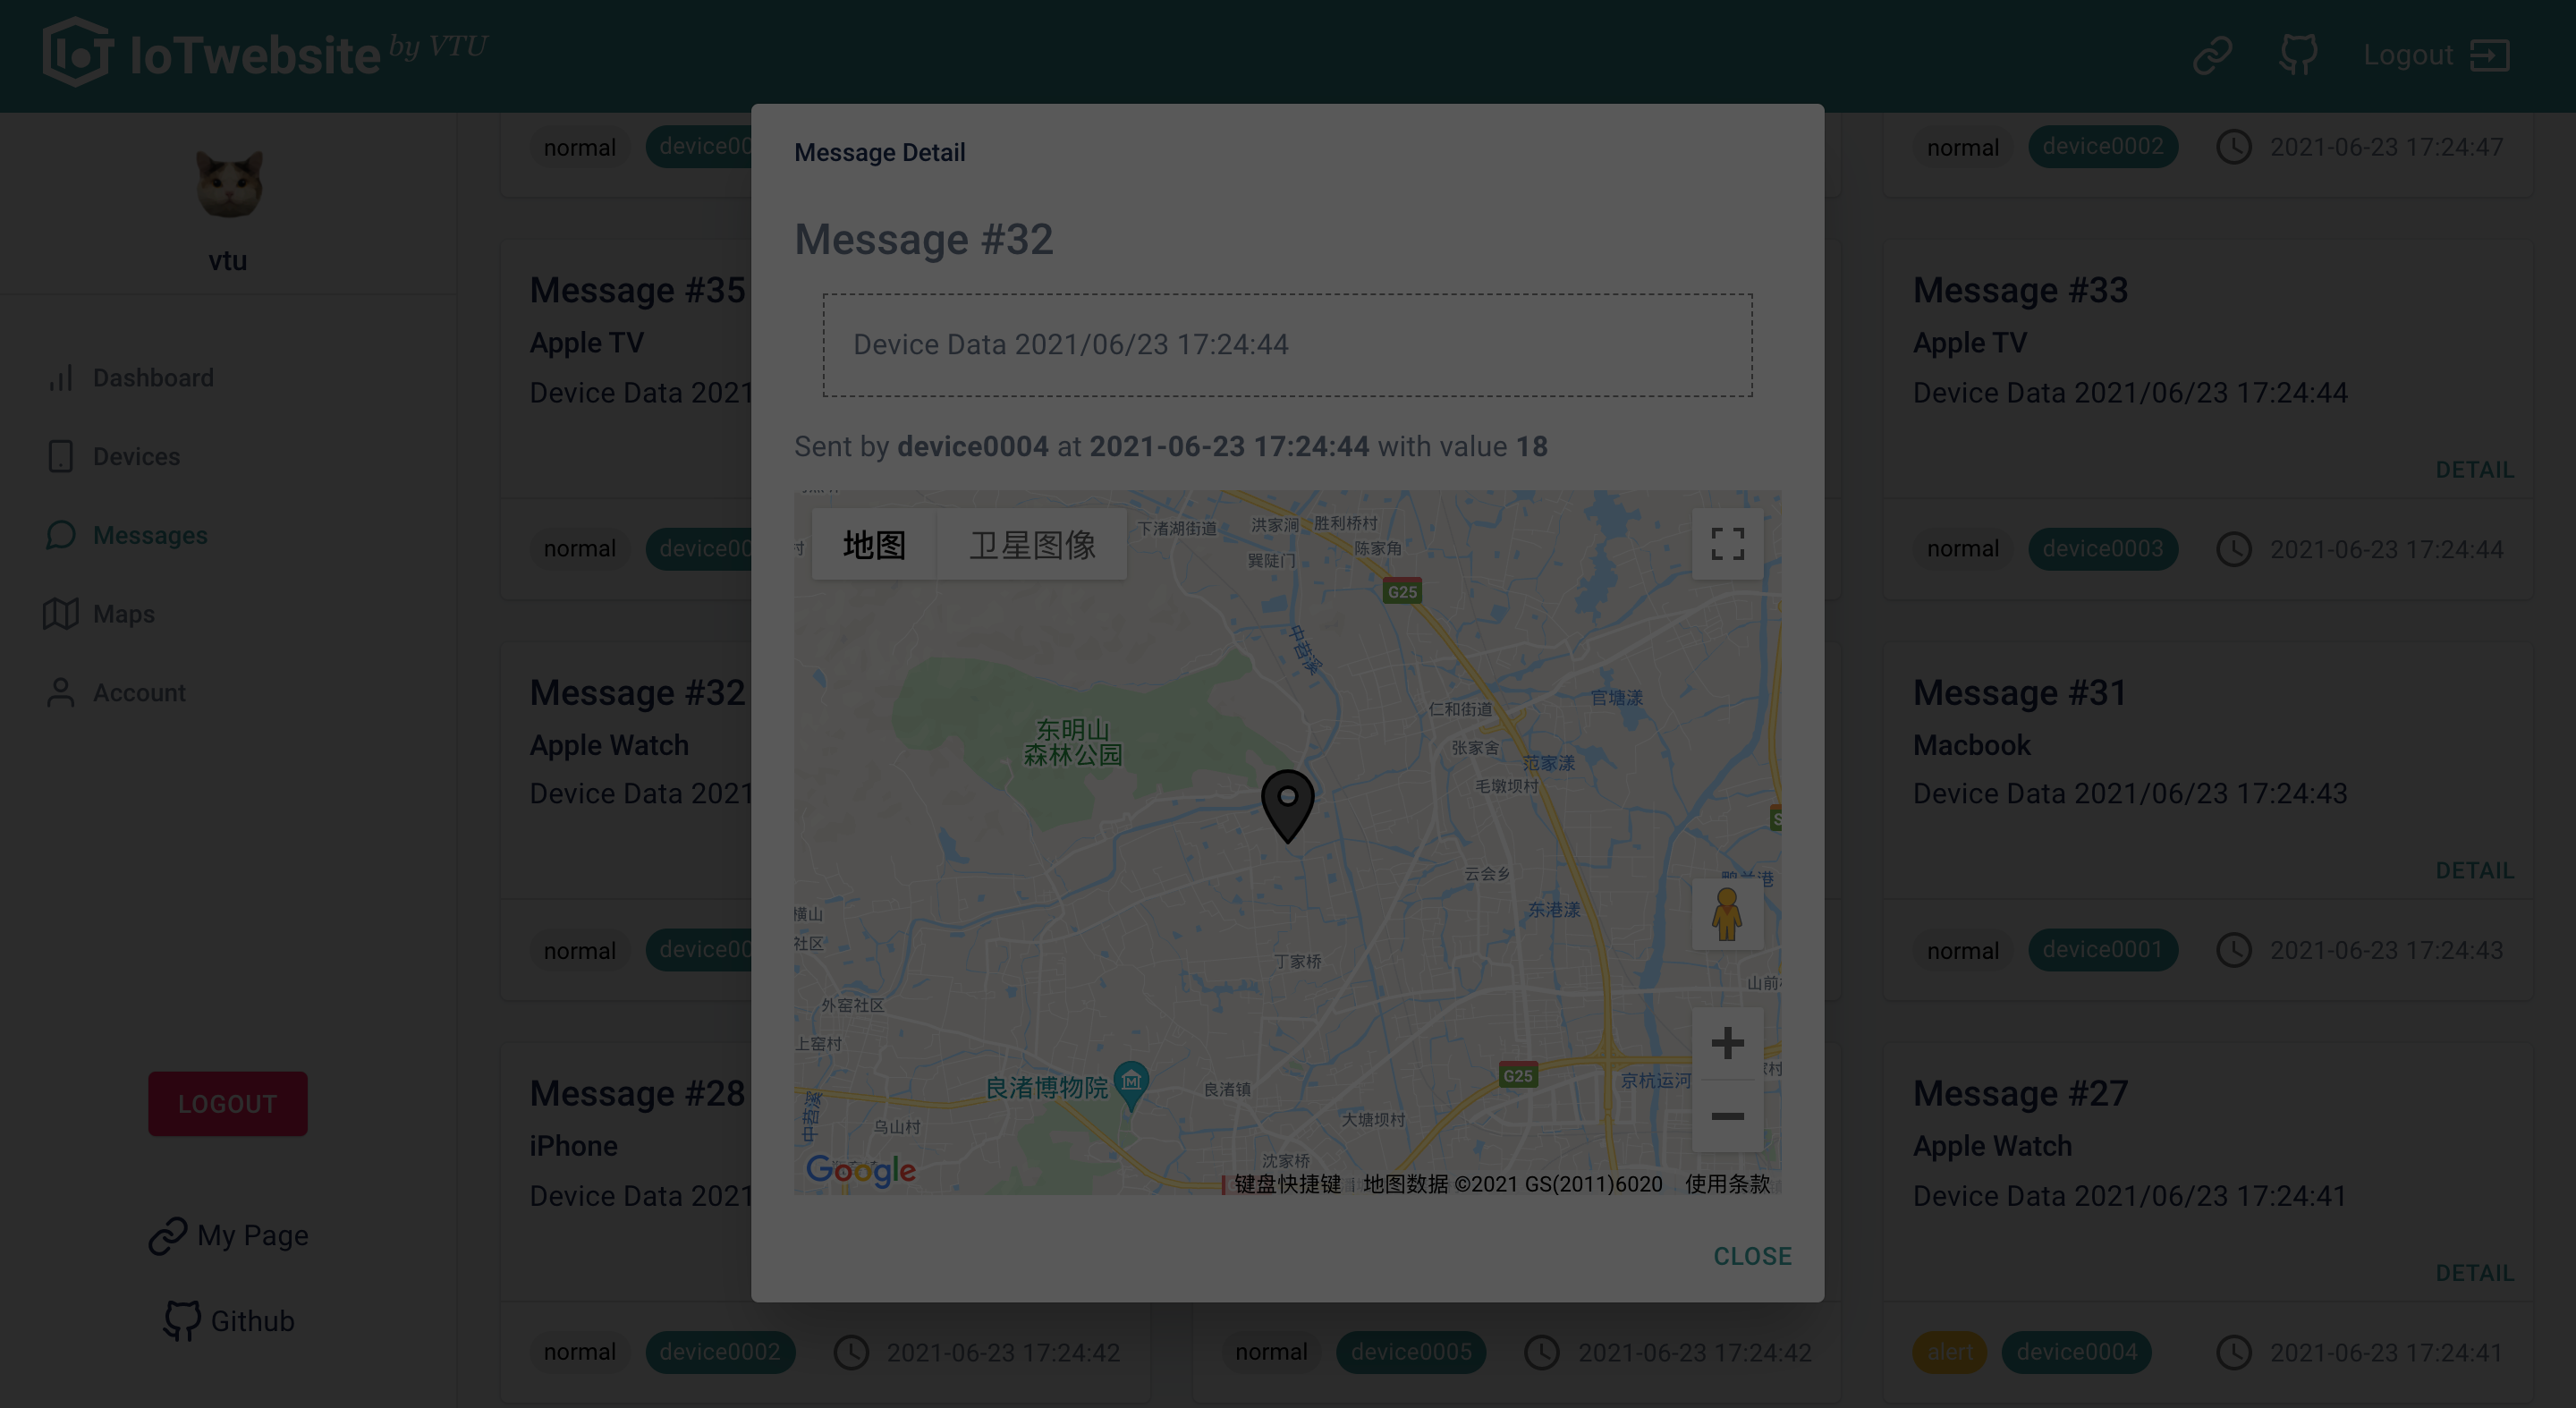 IoTwebsite by VTU
Logout
vtu
Dashboard
Devices
Messages
Maps
Account
LOGOUT
My Page
Github
normal device00
normal device0002 2021-06-23 17:24:47
Message #35
Apple TV
Device Data 2021
normal device00
Message #33
Apple TV
Device Data 2021/06/23 17:24:44
DETAIL
normal device0003 2021-06-23 17:24:44
Message #32
Apple Watch
Device Data 2021
normal device00
Message #31
Macbook
Device Data 2021/06/23 17:24:43
DETAIL
normal device0001 2021-06-23 17:24:43
Message #28
iPhone
Device Data 2021
normal device0002 2021-06-23 17:24:42
normal device0005 2021-06-23 17:24:42
Message #27
Apple Watch
Device Data 2021/06/23 17:24:41
DETAIL
alert device0004 2021-06-23 17:24:41
Message Detail
Message #32
Device Data 2021/06/23 17:24:44
Sent by device0004 at 2021-06-23 17:24:44 with value 18
地图 卫星图像
下渚湖街道
洪家涧
胜利桥村
陈家角
巽陡门
村
G25
中苕溪
官塘漾
仁和街道
东明山
森林公园
张家舍
范家漾
毛墩坝村
S
云会乡
东港漾
横山
社区
丁家桥
山前
外窑社区
上窑村
G25
京杭运河
良渚博物院
良渚镇
中苕溪
乌山村
大塘坝村
沈家桥
Google
键盘快捷键 地图数据 ©2021 GS(2011)6020 使用条款
CLOSE